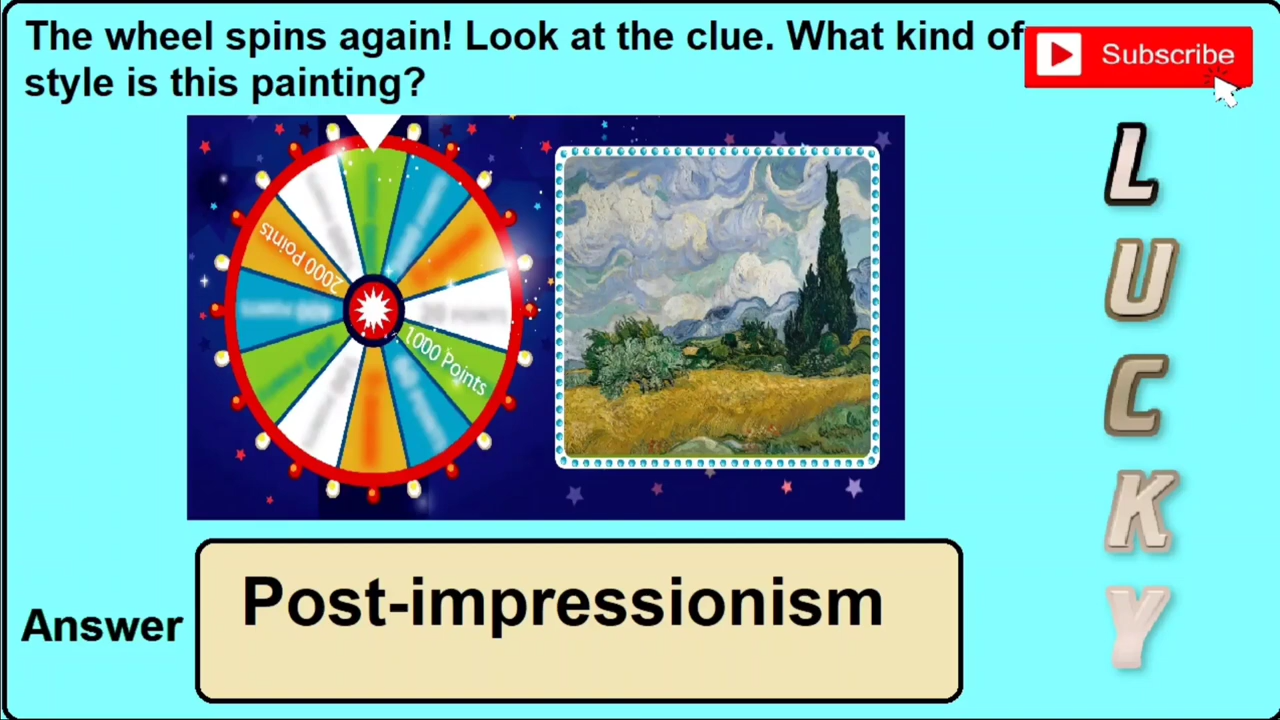 The wheel spins again! Look at the clue. What kind of
style is this painting?
Subscribe
2000 Points
1000 Points
L
U
C
K
Y
Answer
Post-impressionism